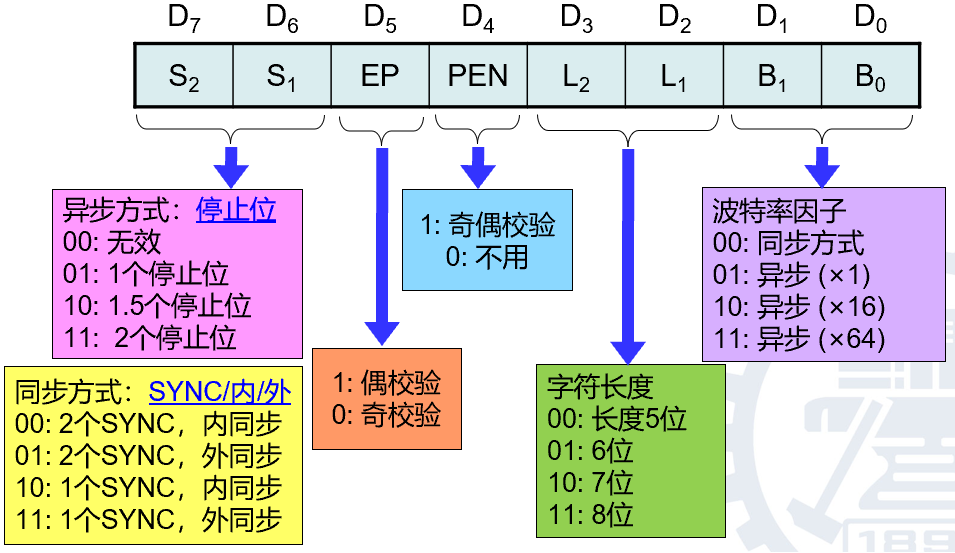 D7 D6 D5 D4 D3 D2 D1 D0
S2 S1 EP PEN L2 L1 B1 B0
异步方式：停止位
00: 无效
01: 1个停止位
10: 1.5个停止位
11: 2个停止位
同步方式：SYNC/内/外
00: 2个SYNC，内同步
01: 2个SYNC，外同步
10: 1个SYNC，内同步
11: 1个SYNC，外同步
1: 偶校验
0: 奇校验
1: 奇偶校验
0: 不用
字符长度
00: 长度5位
01: 6位
10: 7位
11: 8位
波特率因子
00: 同步方式
01: 异步 (×1)
10: 异步 (×16)
11: 异步 (×64)
189